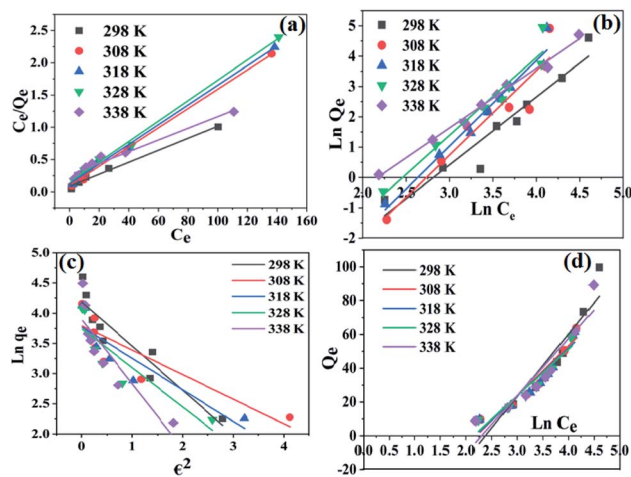 (a)
298 K
308 K
318 K
328 K
338 K
Ce/Qe
2.5
2.0
1.5
1.0
0.5
0.0
0 20 40 60 80 100 120 140 160
Ce
(b)
298 K
308 K
318 K
328 K
338 K
Ln Qe
5
4
3
2
1
0
-1
-2
2.0 2.5 3.0 3.5 4.0 4.5 5.0
Ln Ce
(c)
298 K
308 K
318 K
328 K
338 K
Ln qe
5.0
4.5
4.0
3.5
3.0
2.5
2.0
0 1 2 3 4
ϵ²
(d)
298 K
308 K
318 K
328 K
338 K
Qe
100
80
60
40
20
0
-20
Ln Ce
0.0 0.5 1.0 1.5 2.0 2.5 3.0 3.5 4.0 4.5 5.0